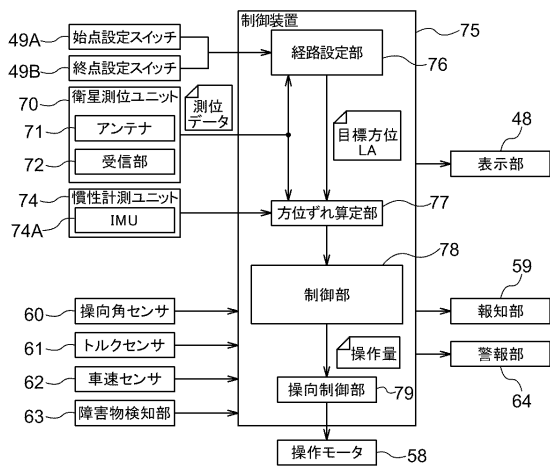 制御装置
49A
始点設定スイッチ
49B
終点設定スイッチ
70
衛星測位ユニット
71
アンテナ
72
受信部
測位
データ
74
慣性計測ユニット
74A
IMU
経路設定部
75
76
目標方位
LA
48
表示部
方位ずれ算定部
77
78
制御部
59
報知部
60
操向角センサ
61
トルクセンサ
62
車速センサ
63
障害物検知部
操作量
警報部
64
操向制御部
79
操作モータ
58